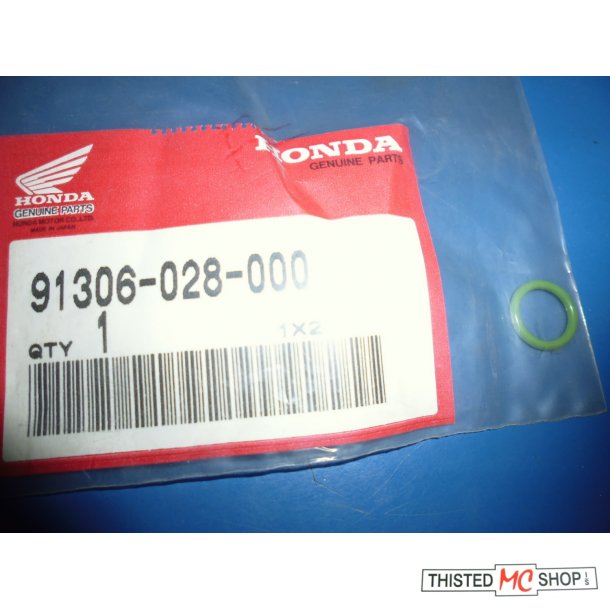 HONDA
GENUINE PARTS
HONDA
GENUINE PARTS
HONDA MOTOR CO., LTD.
MADE IN JAPAN
91306-028-000
QTY 1 1X2
THISTED MC SHOP I/S